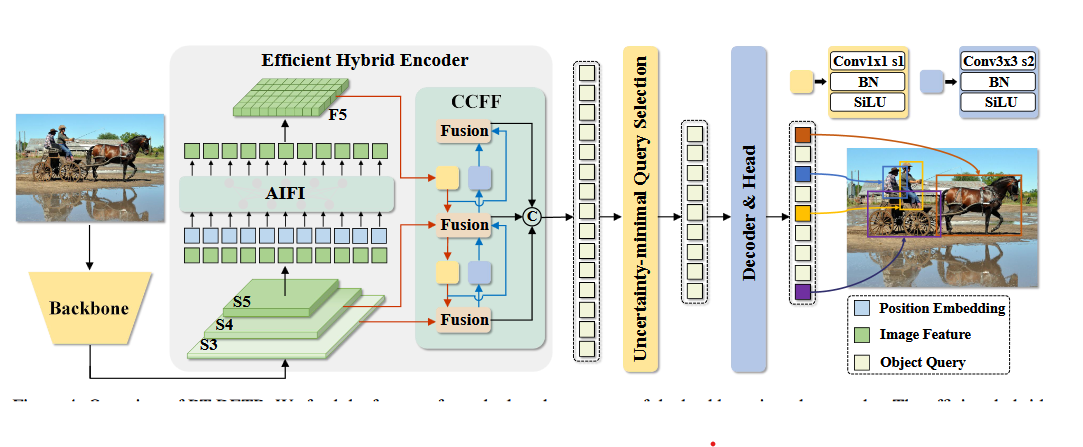 Efficient Hybrid Encoder
F5
CCFF
Fusion
AIFI
Fusion
C
Fusion
S5
S4
S3
Backbone
Uncertainty-minimal Query Selection
Decoder & Head
Conv1x1 s1
BN
SiLU
Conv3x3 s2
BN
SiLU
Position Embedding
Image Feature
Object Query